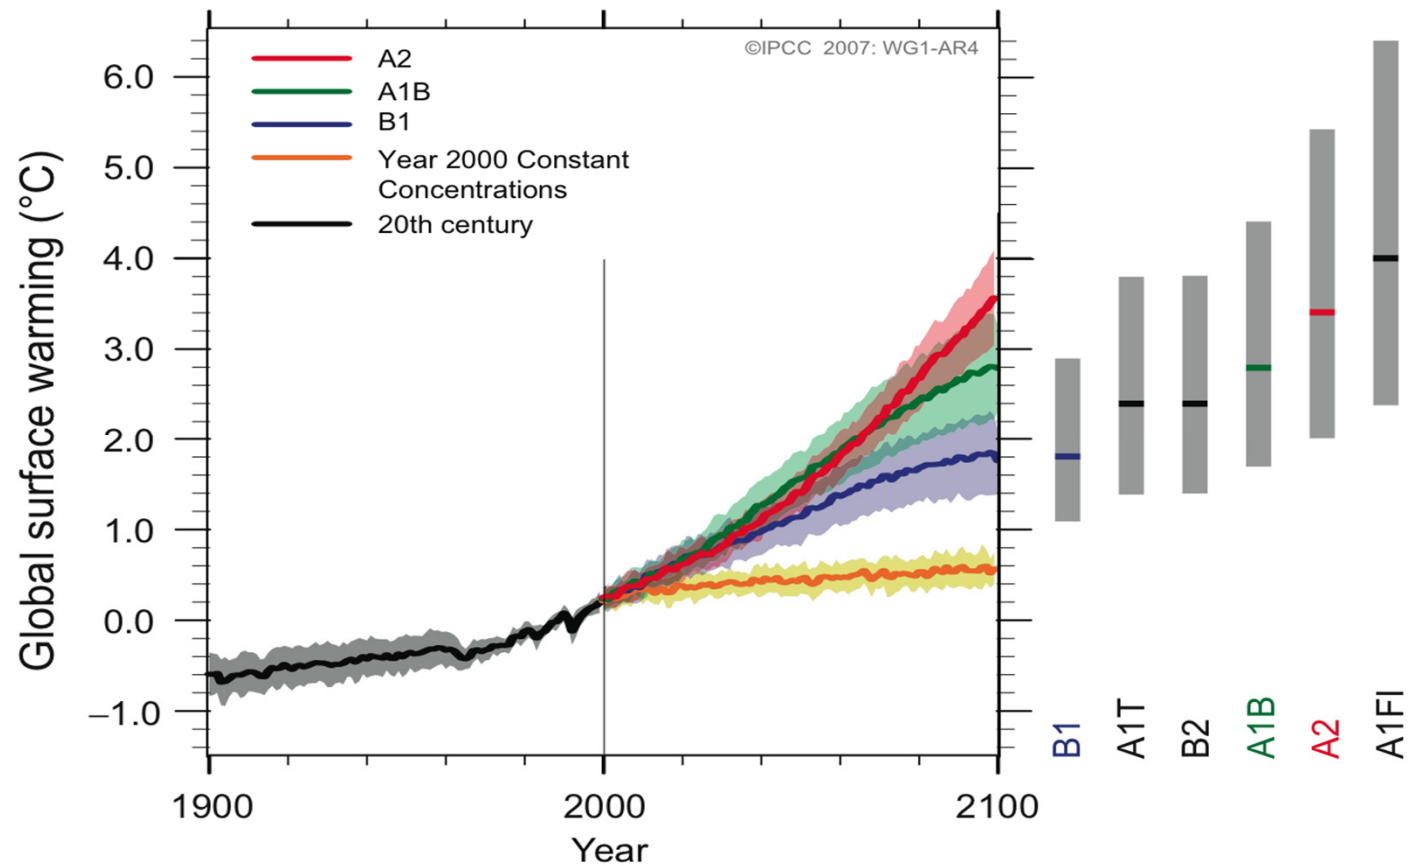 ©IPCC 2007: WG1-AR4
A2
A1B
B1
Year 2000 Constant
Concentrations
20th century
Global surface warming (°C)
6.0
5.0
4.0
3.0
2.0
1.0
0.0
–1.0
1900
2000
2100
Year
B1
A1T
B2
A1B
A2
A1FI